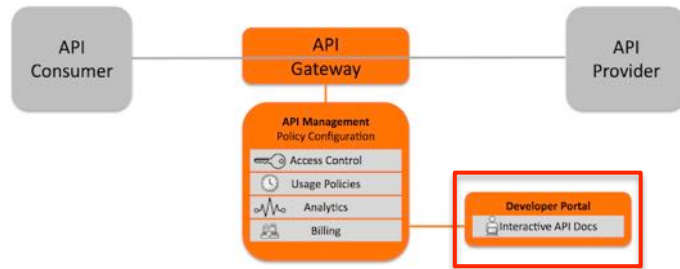 API
Consumer
API
Gateway
API
Provider
API Management
Policy Configuration
Access Control
Usage Policies
Analytics
Billing
Developer Portal
Interactive API Docs